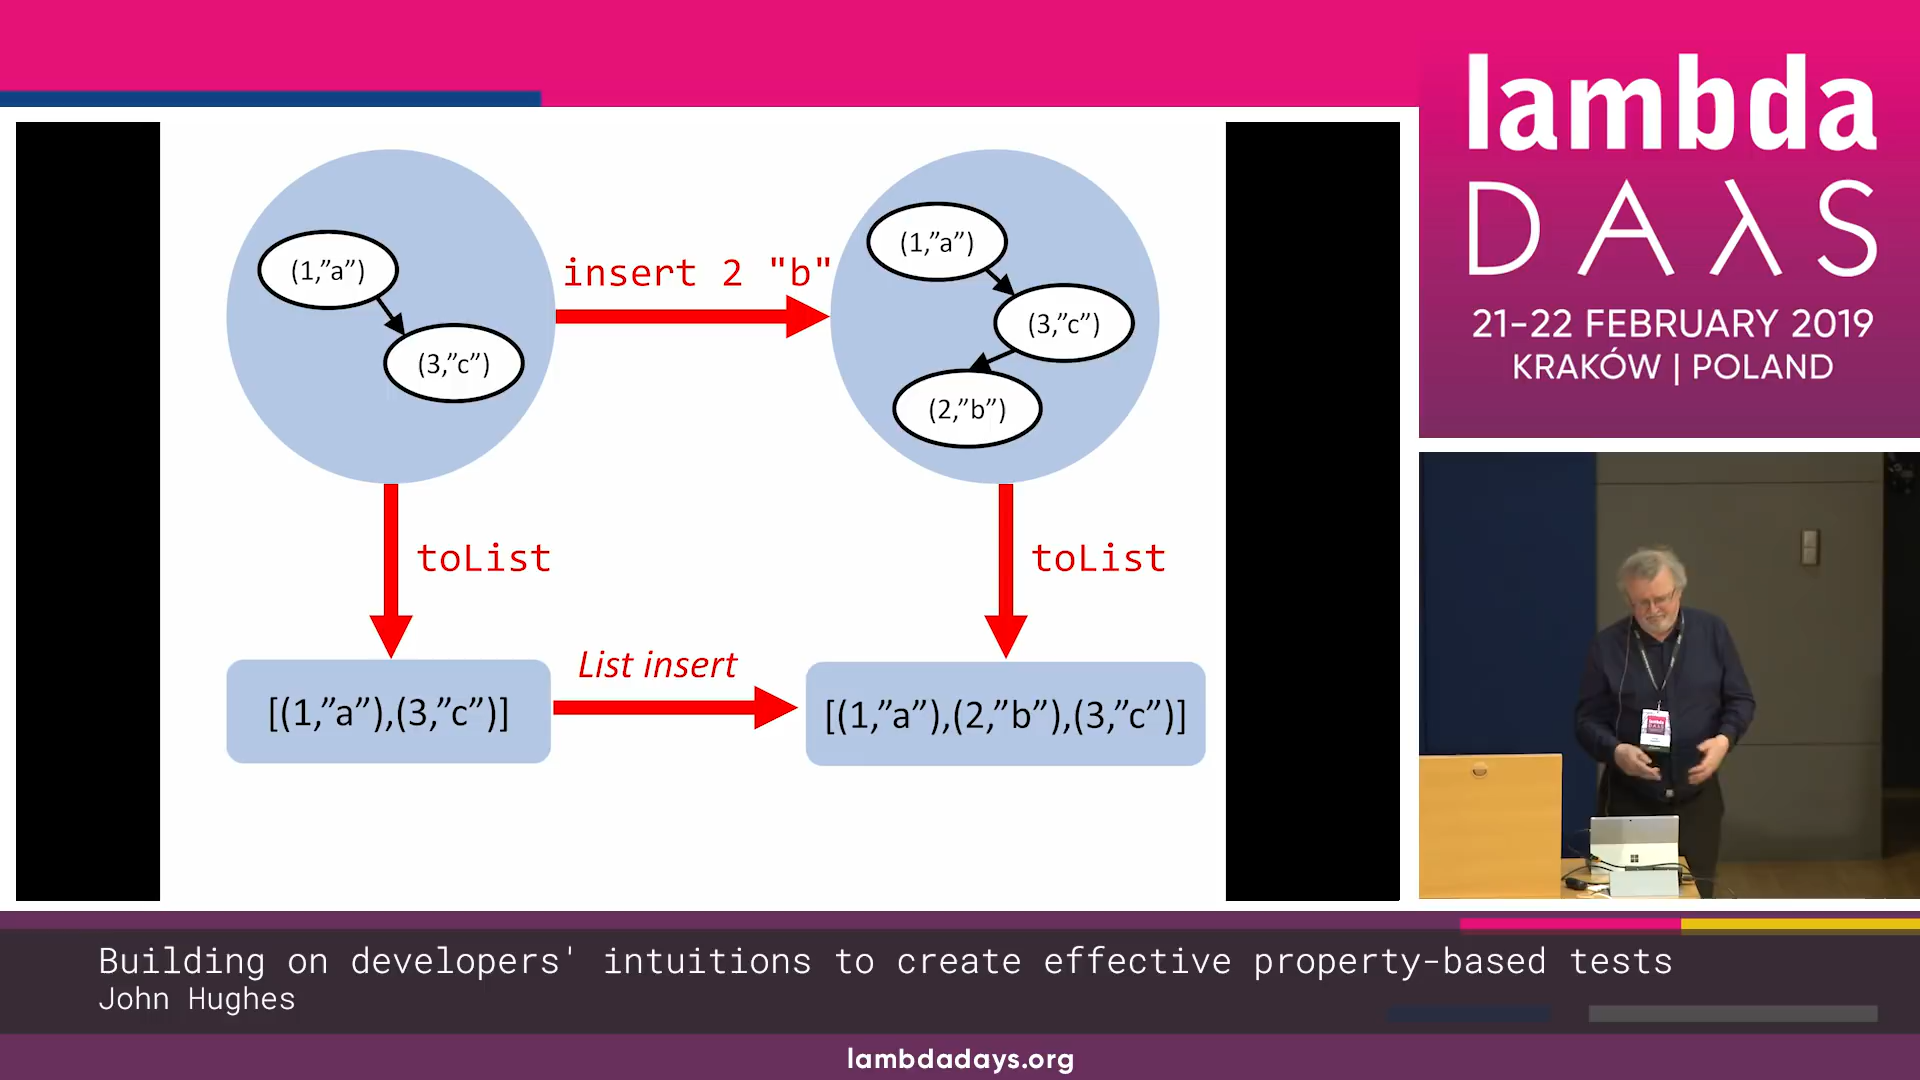 (1,”a”)
(3,”c”)
insert 2 "b"
(1,”a”)
(3,”c”)
(2,”b”)
toList
toList
List insert
[(1,”a”),(3,”c”)]
[(1,”a”),(2,”b”),(3,”c”)]
lambda
DAλS
21-22 FEBRUARY 2019
KRAKÓW | POLAND
lambda
DAλS
Building on developers' intuitions to create effective property-based tests
John Hughes
lambdadays.org